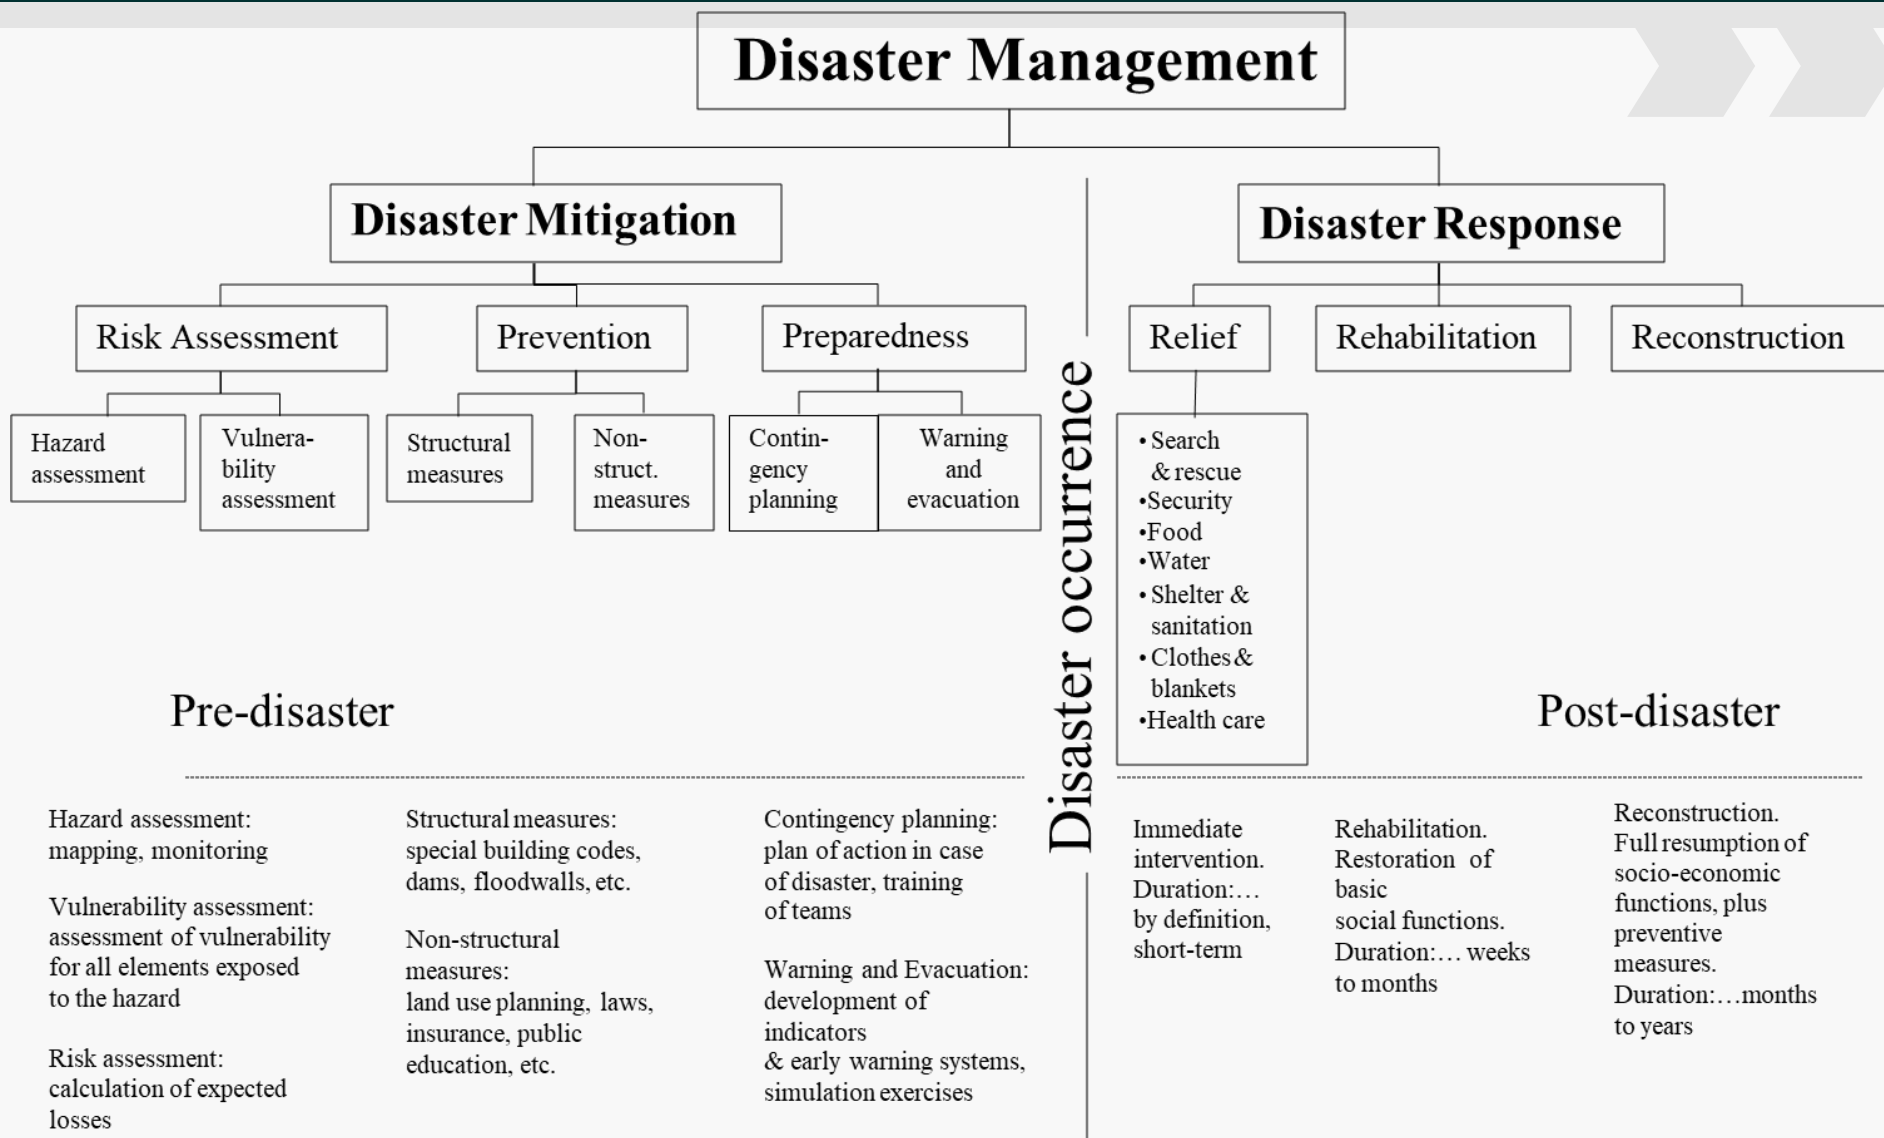 Disaster Management
Disaster Mitigation
Disaster Response
Risk Assessment
Prevention
Preparedness
Relief
Rehabilitation
Reconstruction
Hazard
assessment
Vulnera-
bility
assessment
Structural
measures
Non-
struct.
measures
Contin-
gency
planning
Warning
and
evacuation
Disaster occurrence
• Search
& rescue
•Security
•Food
•Water
• Shelter &
sanitation
• Clothes &
blankets
•Health care
Pre-disaster
Post-disaster
Hazard assessment:
mapping, monitoring
Vulnerability assessment:
assessment of vulnerability
for all elements exposed
to the hazard
Risk assessment:
calculation of expected
losses
Structural measures:
special building codes,
dams, floodwalls, etc.
Non-structural
measures:
land use planning, laws,
insurance, public
education, etc.
Contingency planning:
plan of action in case
of disaster, training
of teams
Warning and Evacuation:
development of
indicators
& early warning systems,
simulation exercises
Immediate
intervention.
Duration:…
by definition,
short-term
Rehabilitation.
Restoration of
basic
social functions.
Duration:… weeks
to months
Reconstruction.
Full resumption of
socio-economic
functions, plus
preventive
measures.
Duration:…months
to years